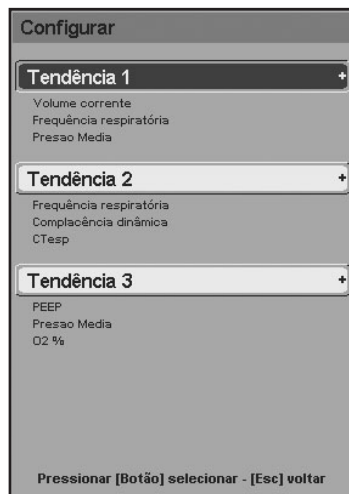 Configurar
Tendência 1 +
Volume corrente
Frequência respiratória
Presao Media
Tendência 2 +
Frequência respiratória
Complacência dinâmica
CTesp
Tendência 3 +
PEEP
Presao Media
O2 %
Pressionar [Botão] selecionar - [Esc] voltar